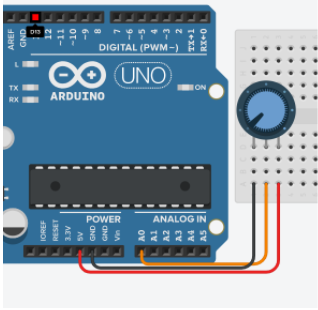 D13
AREF
GND
12
~11
~10
~9
8
7
~6
~5
4
~3
2
TX→1
RX←0
DIGITAL (PWM~)
L
TX
RX
UNO
ON
ARDUINO
POWER
ANALOG IN
IOREF
RESET
3.3V
5V
GND
GND
Vin
A0
A1
A2
A3
A4
A5